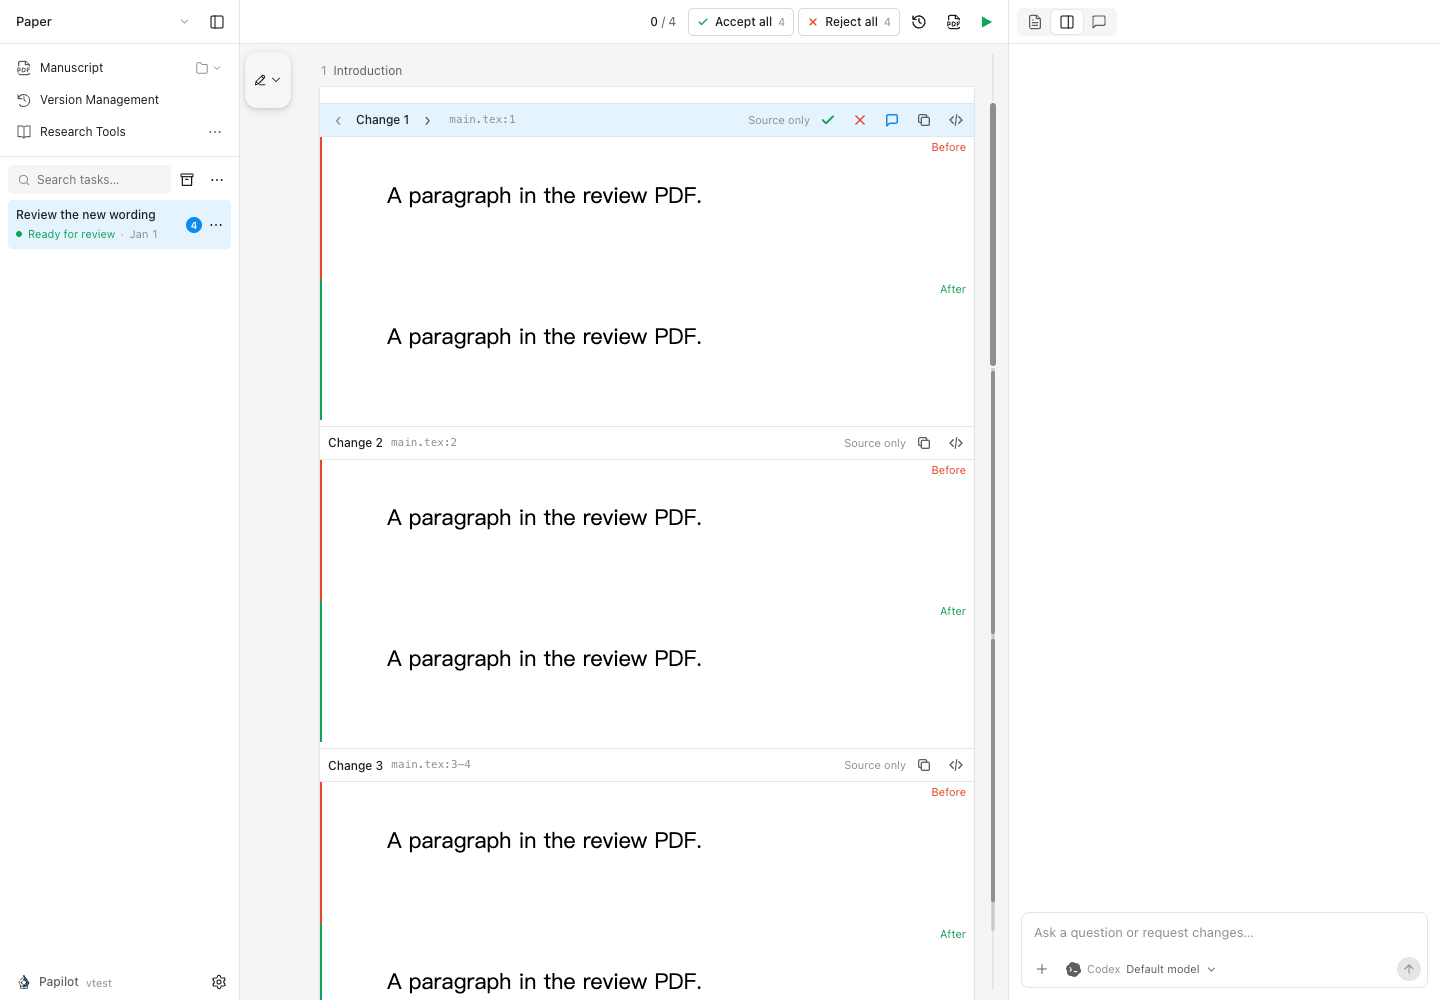 Paper
0 / 4
Accept all 4
Reject all 4
Manuscript
Version Management
Research Tools
Search tasks...
Review the new wording
Ready for review · Jan 1
4
1 Introduction
Change 1 main.tex:1 Source only
Before
A paragraph in the review PDF.
After
A paragraph in the review PDF.
Change 2 main.tex:2 Source only
Before
A paragraph in the review PDF.
After
A paragraph in the review PDF.
Change 3 main.tex:3–4 Source only
Before
A paragraph in the review PDF.
After
A paragraph in the review PDF.
Ask a question or request changes...
Codex Default model
Papilot vtest